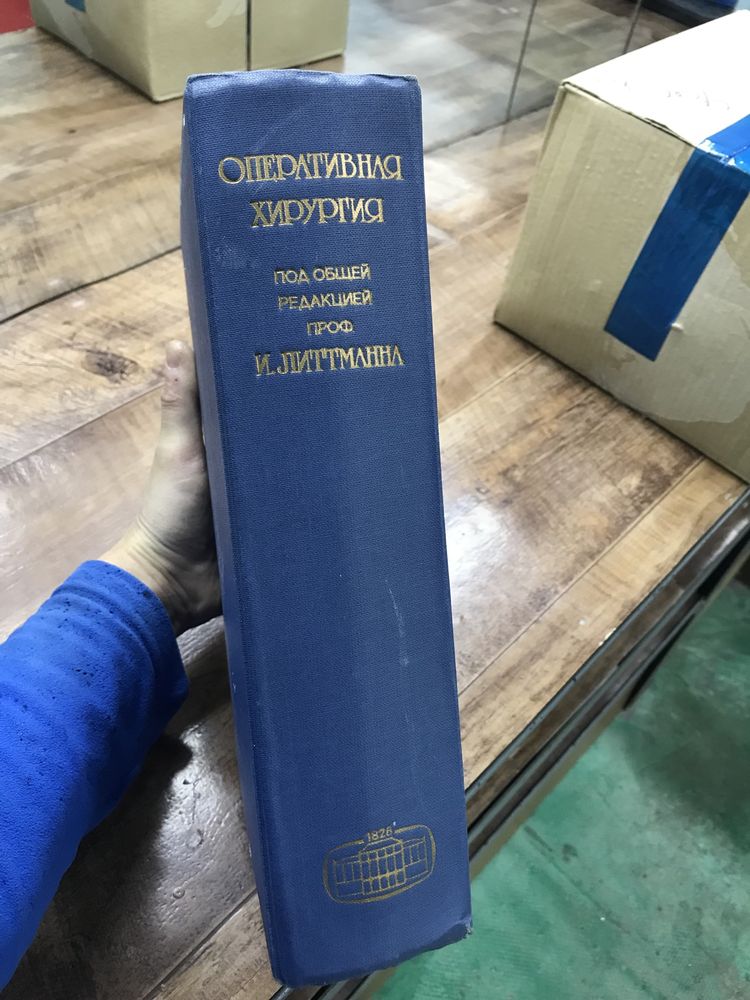 ОПЕРАТИВНАЯ
ХИРУРГИЯ
ПОД ОБЩЕЙ
РЕДАКЦИЕЙ
ПРОФ
И. ЛИТТМАННА
1826